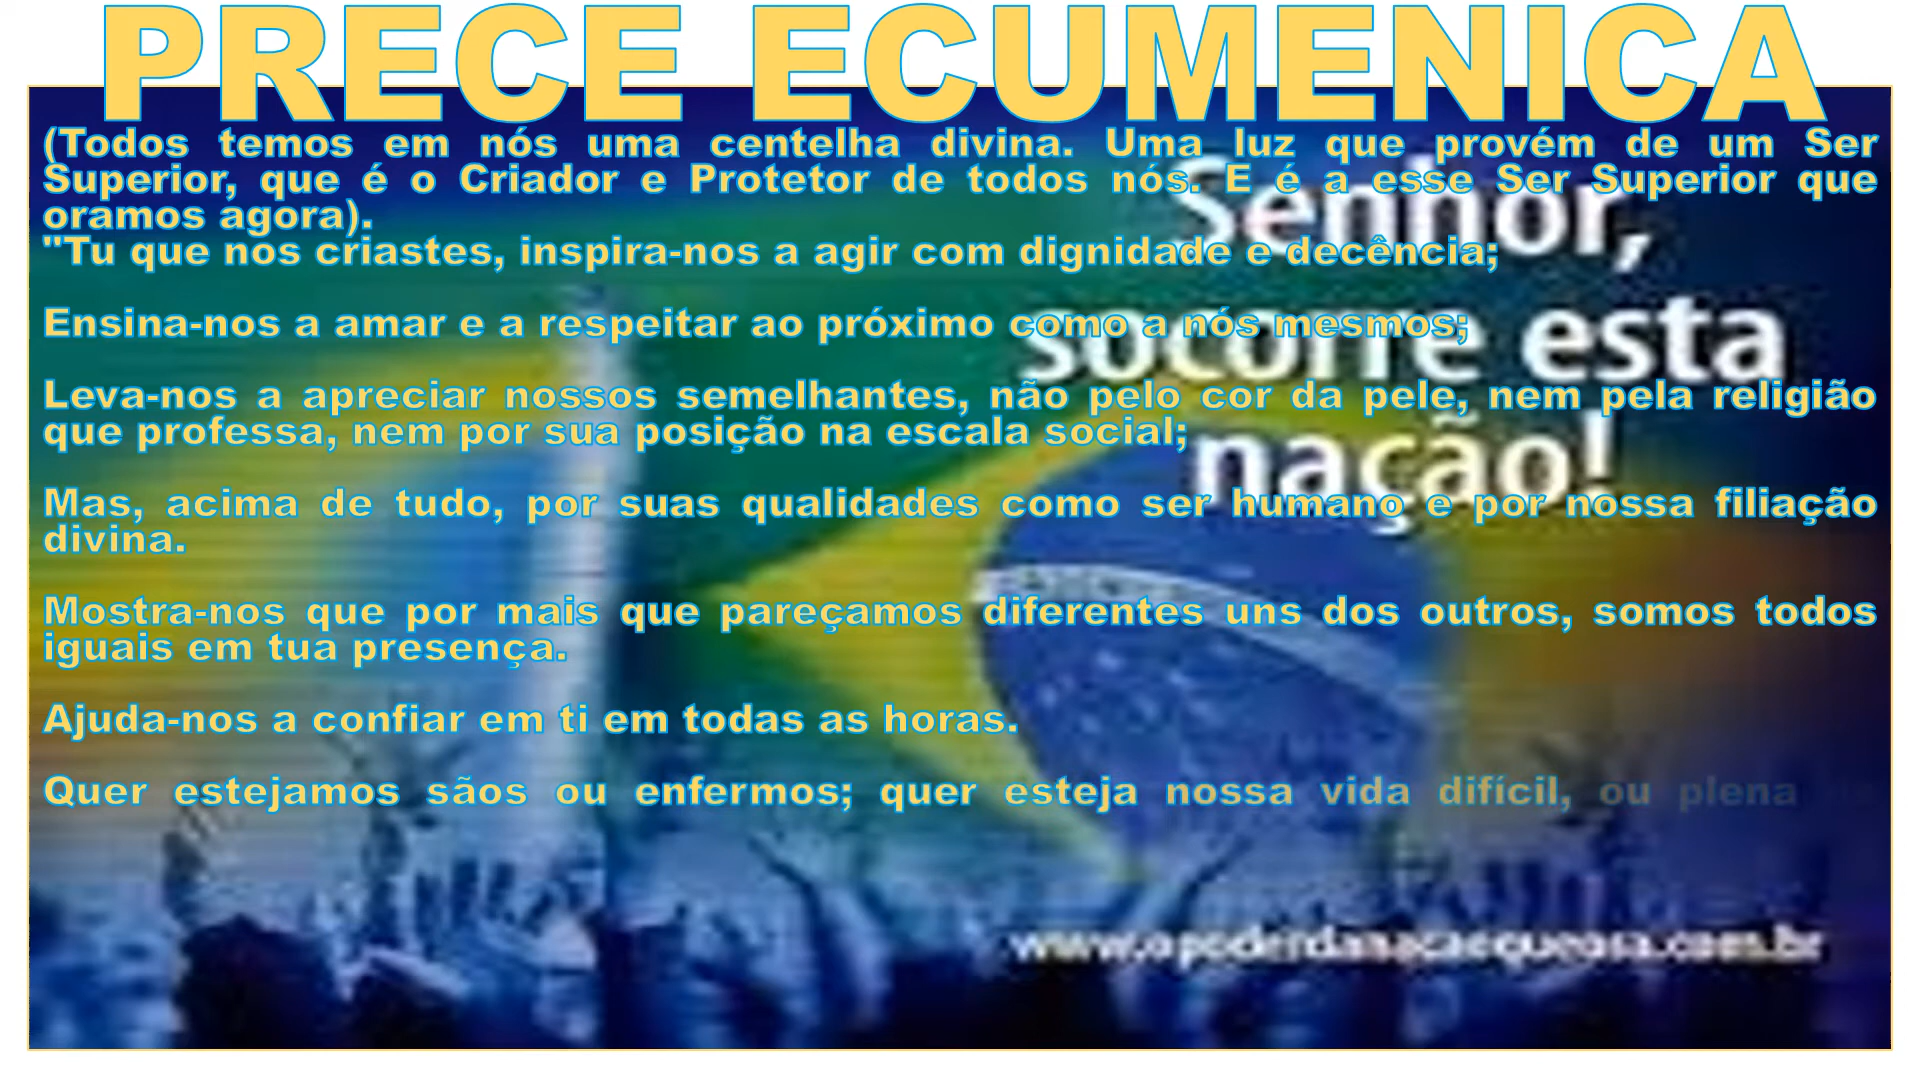 PRECE ECUMENICA
(Todos temos em nós uma centelha divina. Uma luz que provém de um Ser
Superior, que é o Criador e Protetor de todos nós. E é a esse Ser Superior que
oramos agora).
"Tu que nos criastes, inspira-nos a agir com dignidade e decência;
Ensina-nos a amar e a respeitar ao próximo como a nós mesmos;
Leva-nos a apreciar nossos semelhantes, não pelo cor da pele, nem pela religião
que professa, nem por sua posição na escala social;
Mas, acima de tudo, por suas qualidades como ser humano e por nossa filiação
divina.
Mostra-nos que por mais que pareçamos diferentes uns dos outros, somos todos
iguais em tua presença.
Ajuda-nos a confiar em ti em todas as horas.
Quer estejamos sãos ou enfermos; quer esteja nossa vida difícil, ou plena
Senhor,
socorre esta
nação!